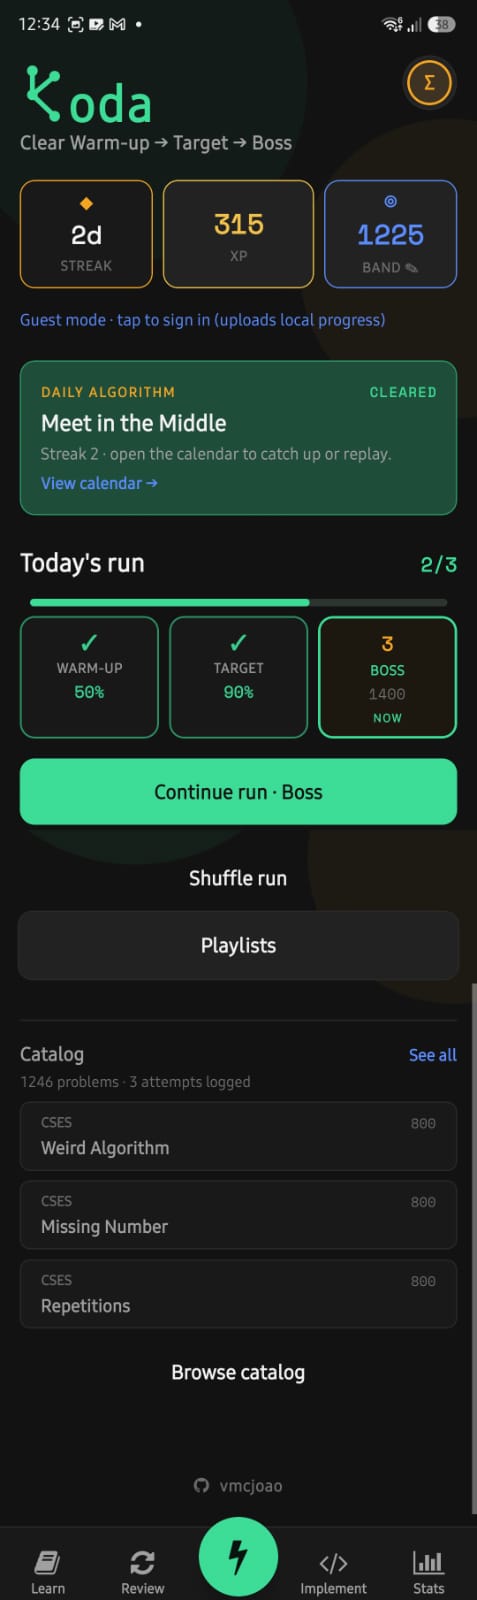 12:34
38
Koda
Σ
Clear Warm-up → Target → Boss
2d
STREAK
315
XP
1225
BAND ✎
Guest mode · tap to sign in (uploads local progress)
DAILY ALGORITHM
CLEARED
Meet in the Middle
Streak 2 · open the calendar to catch up or replay.
View calendar →
Today's run
2/3
✓
WARM-UP
50%
✓
TARGET
90%
3
BOSS
1400
NOW
Continue run · Boss
Shuffle run
Playlists
Catalog
See all
1246 problems · 3 attempts logged
CSES
800
Weird Algorithm
CSES
800
Missing Number
CSES
800
Repetitions
Browse catalog
vmcjoao
Learn
Review
Implement
Stats